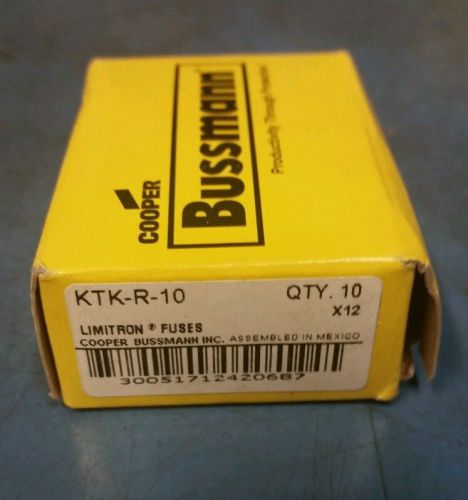 COOPER
Bussmann
Productivity Through Protection
KTK-R-10 QTY. 10
X12
LIMITRON® FUSES
COOPER BUSSMANN INC. ASSEMBLED IN MEXICO
30051712420687